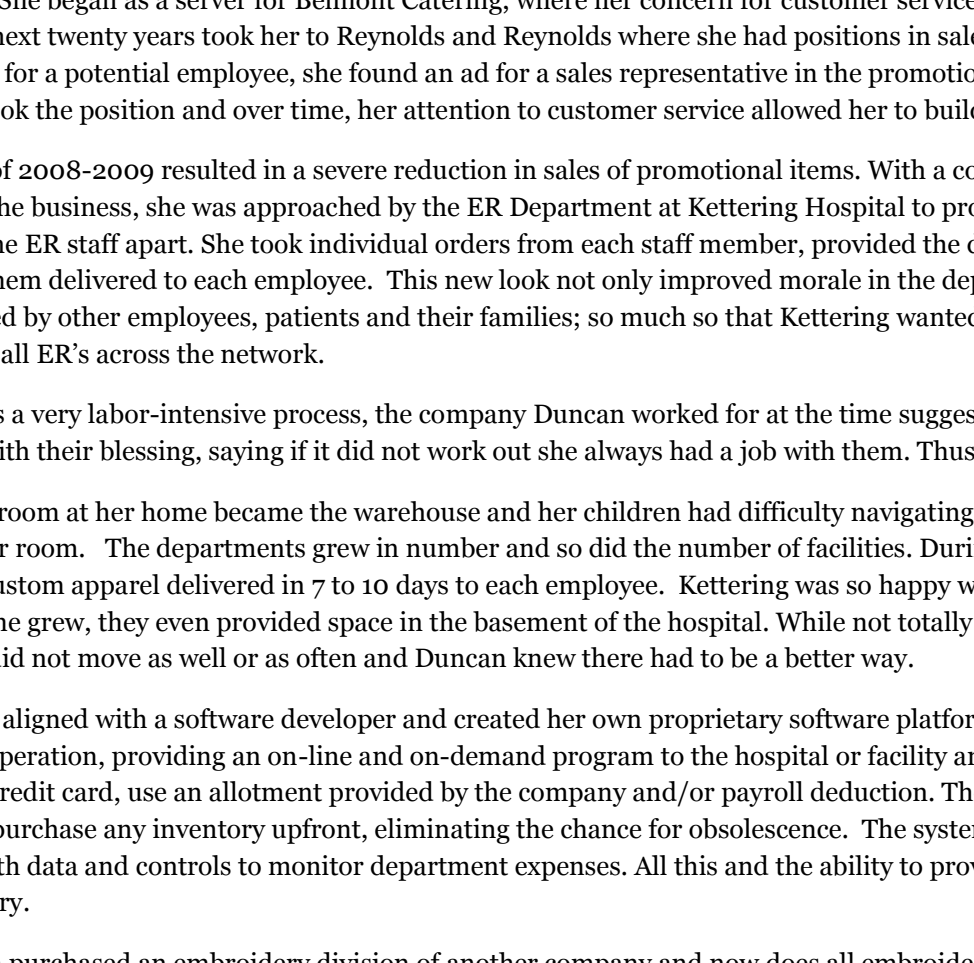 She began as a server for Belmont Catering, where her concern for customer service
next twenty years took her to Reynolds and Reynolds where she had positions in sale
for a potential employee, she found an ad for a sales representative in the promotio
ok the position and over time, her attention to customer service allowed her to build
of 2008-2009 resulted in a severe reduction in sales of promotional items. With a co
he business, she was approached by the ER Department at Kettering Hospital to pro
ne ER staff apart. She took individual orders from each staff member, provided the
hem delivered to each employee.  This new look not only improved morale in the dep
ed by other employees, patients and their families; so much so that Kettering wanted
all ER's across the network.
s a very labor-intensive process, the company Duncan worked for at the time sugges
ith their blessing, saying if it did not work out she always had a job with them. Thus
room at her home became the warehouse and her children had difficulty navigating
r room.   The departments grew in number and so did the number of facilities. Duri
ustom apparel delivered in 7 to 10 days to each employee.  Kettering was so happy w
ne grew, they even provided space in the basement of the hospital. While not totally
did not move as well or as often and Duncan knew there had to be a better way.
aligned with a software developer and created her own proprietary software platfor
peration, providing an on-line and on-demand program to the hospital or facility an
redit card, use an allotment provided by the company and/or payroll deduction. Th
purchase any inventory upfront, eliminating the chance for obsolescence.  The syste
th data and controls to monitor department expenses. All this and the ability to prov
ry.
purchased an embroidery division of another company and now does all embroide